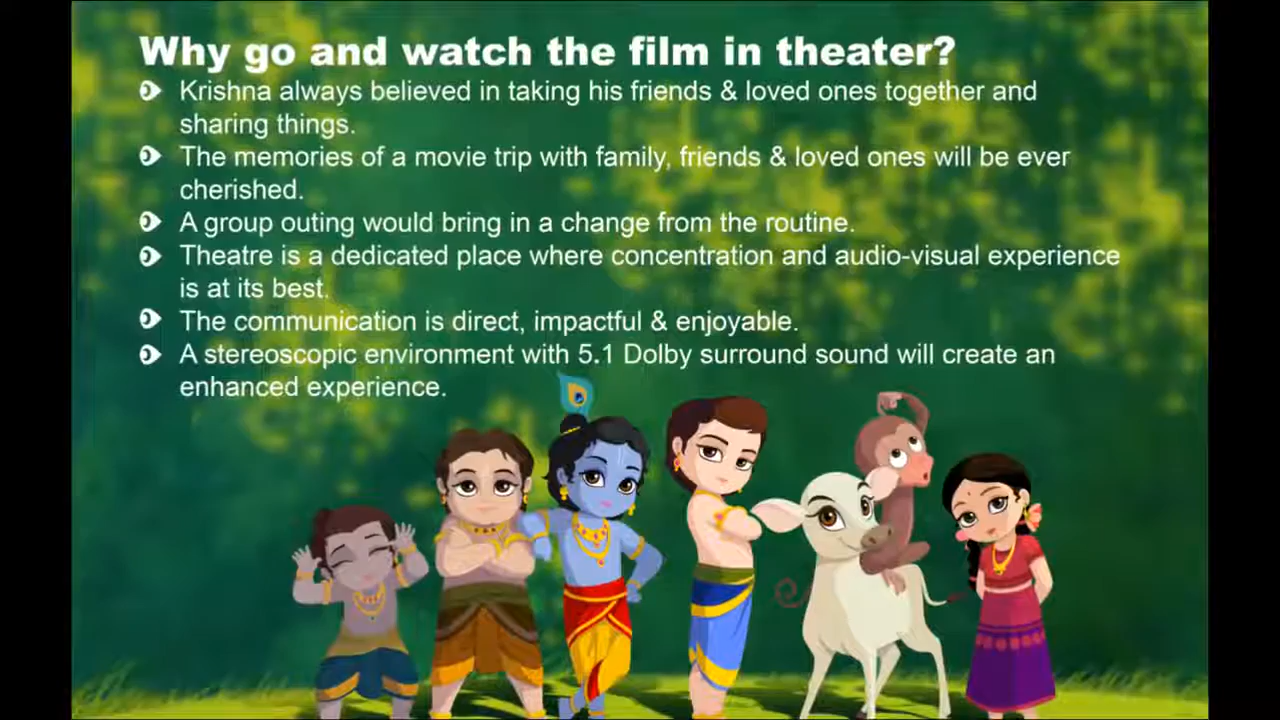 Why go and watch the film in theater?
Krishna always believed in taking his friends & loved ones together and
sharing things.
The memories of a movie trip with family, friends & loved ones will be ever
cherished.
A group outing would bring in a change from the routine.
Theatre is a dedicated place where concentration and audio-visual experience
is at its best.
The communication is direct, impactful & enjoyable.
A stereoscopic environment with 5.1 Dolby surround sound will create an
enhanced experience.